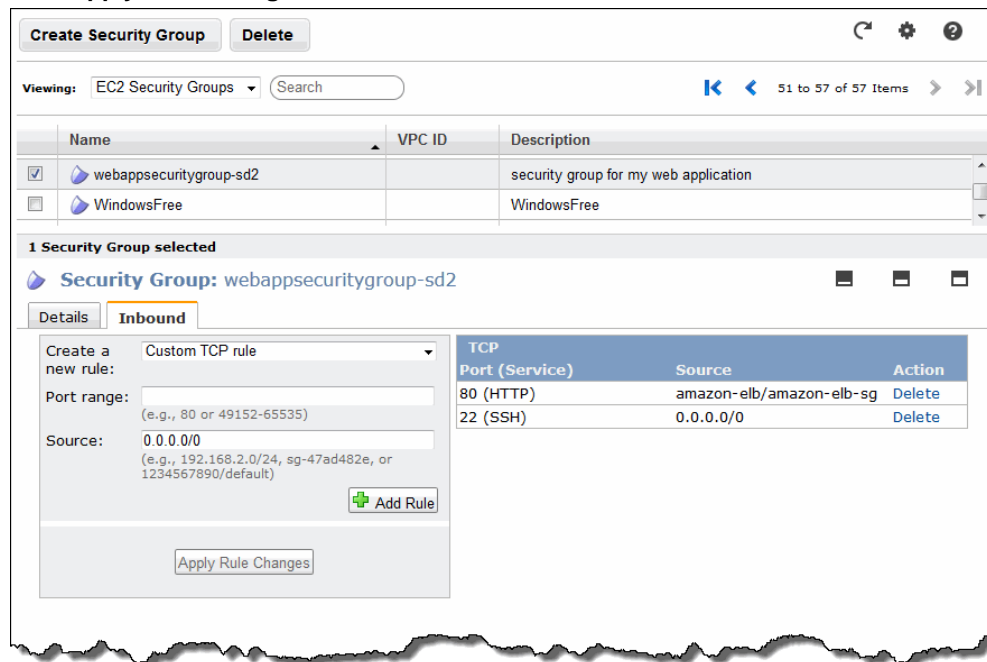 Create Security Group Delete
Viewing: EC2 Security Groups Search 51 to 57 of 57 Items
Name VPC ID Description
webappsecuritygroup-sd2 security group for my web application
WindowsFree WindowsFree
1 Security Group selected
Security Group: webappsecuritygroup-sd2
Details Inbound
Create a new rule: Custom TCP rule
Port range:
(e.g., 80 or 49152-65535)
Source: 0.0.0.0/0
(e.g., 192.168.2.0/24, sg-47ad482e, or
1234567890/default)
Add Rule
Apply Rule Changes
TCP
Port (Service) Source Action
80 (HTTP) amazon-elb/amazon-elb-sg Delete
22 (SSH) 0.0.0.0/0 Delete